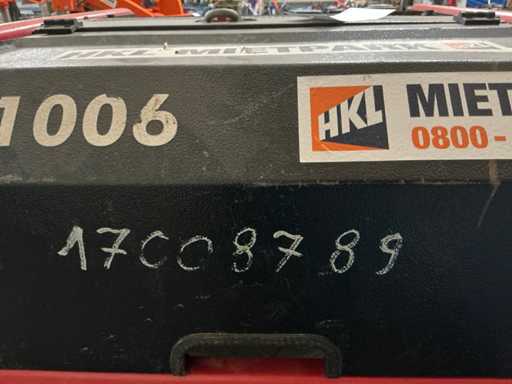 HKL MIETPARK
1006
HKL MIET
0800 -
17008789